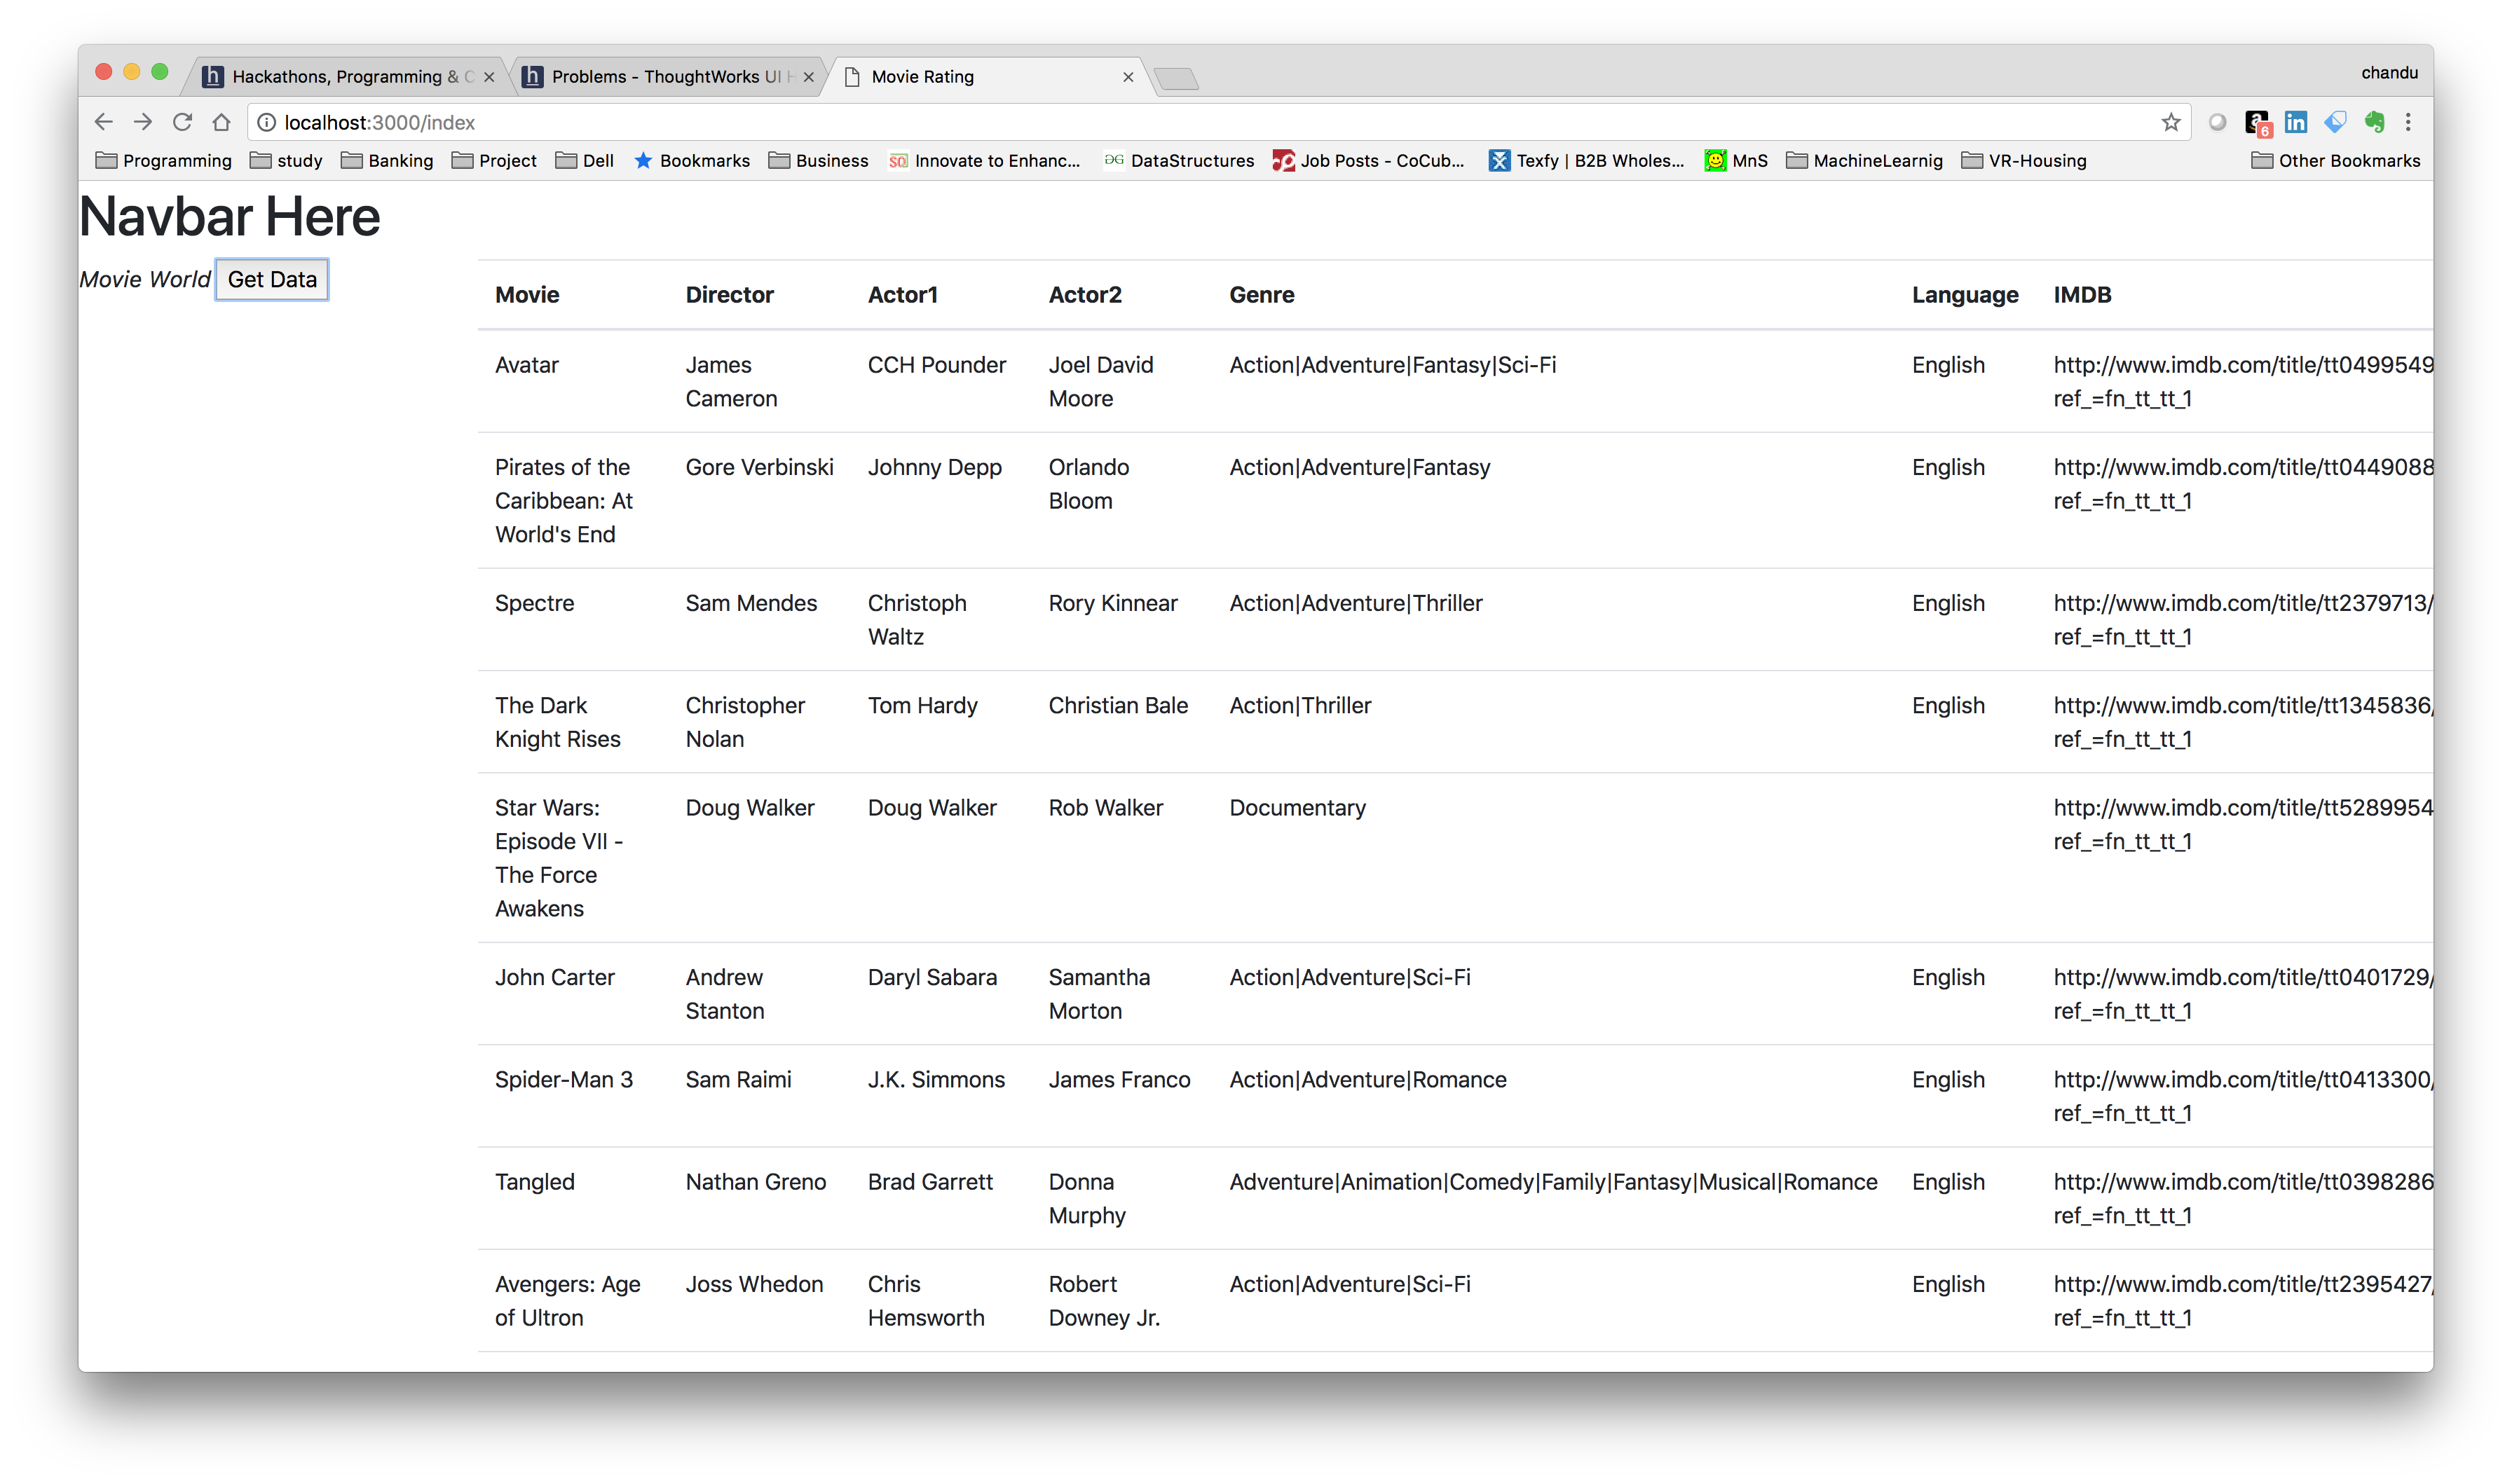 Hackathons, Programming & C
Problems - ThoughtWorks UI H
Movie Rating
chandu
localhost:3000/index
6
Programming
study
Banking
Project
Dell
Bookmarks
Business
Innovate to Enhanc...
DataStructures
Job Posts - CoCub...
Texfy | B2B Wholes...
MnS
MachineLearnig
VR-Housing
Other Bookmarks
Navbar Here
Movie World Get Data
Movie Director Actor1 Actor2 Genre Language IMDB
Avatar
James
Cameron
CCH Pounder
Joel David
Moore
Action|Adventure|Fantasy|Sci-Fi
English
http://www.imdb.com/title/tt0499549
ref_=fn_tt_tt_1
Pirates of the
Caribbean: At
World's End
Gore Verbinski
Johnny Depp
Orlando
Bloom
Action|Adventure|Fantasy
English
http://www.imdb.com/title/tt0449088
ref_=fn_tt_tt_1
Spectre
Sam Mendes
Christoph
Waltz
Rory Kinnear
Action|Adventure|Thriller
English
http://www.imdb.com/title/tt2379713/
ref_=fn_tt_tt_1
The Dark
Knight Rises
Christopher
Nolan
Tom Hardy
Christian Bale
Action|Thriller
English
http://www.imdb.com/title/tt1345836/
ref_=fn_tt_tt_1
Star Wars:
Episode VII -
The Force
Awakens
Doug Walker
Doug Walker
Rob Walker
Documentary
http://www.imdb.com/title/tt5289954
ref_=fn_tt_tt_1
John Carter
Andrew
Stanton
Daryl Sabara
Samantha
Morton
Action|Adventure|Sci-Fi
English
http://www.imdb.com/title/tt0401729/
ref_=fn_tt_tt_1
Spider-Man 3
Sam Raimi
J.K. Simmons
James Franco
Action|Adventure|Romance
English
http://www.imdb.com/title/tt0413300/
ref_=fn_tt_tt_1
Tangled
Nathan Greno
Brad Garrett
Donna
Murphy
Adventure|Animation|Comedy|Family|Fantasy|Musical|Romance
English
http://www.imdb.com/title/tt0398286
ref_=fn_tt_tt_1
Avengers: Age
of Ultron
Joss Whedon
Chris
Hemsworth
Robert
Downey Jr.
Action|Adventure|Sci-Fi
English
http://www.imdb.com/title/tt2395427/
ref_=fn_tt_tt_1